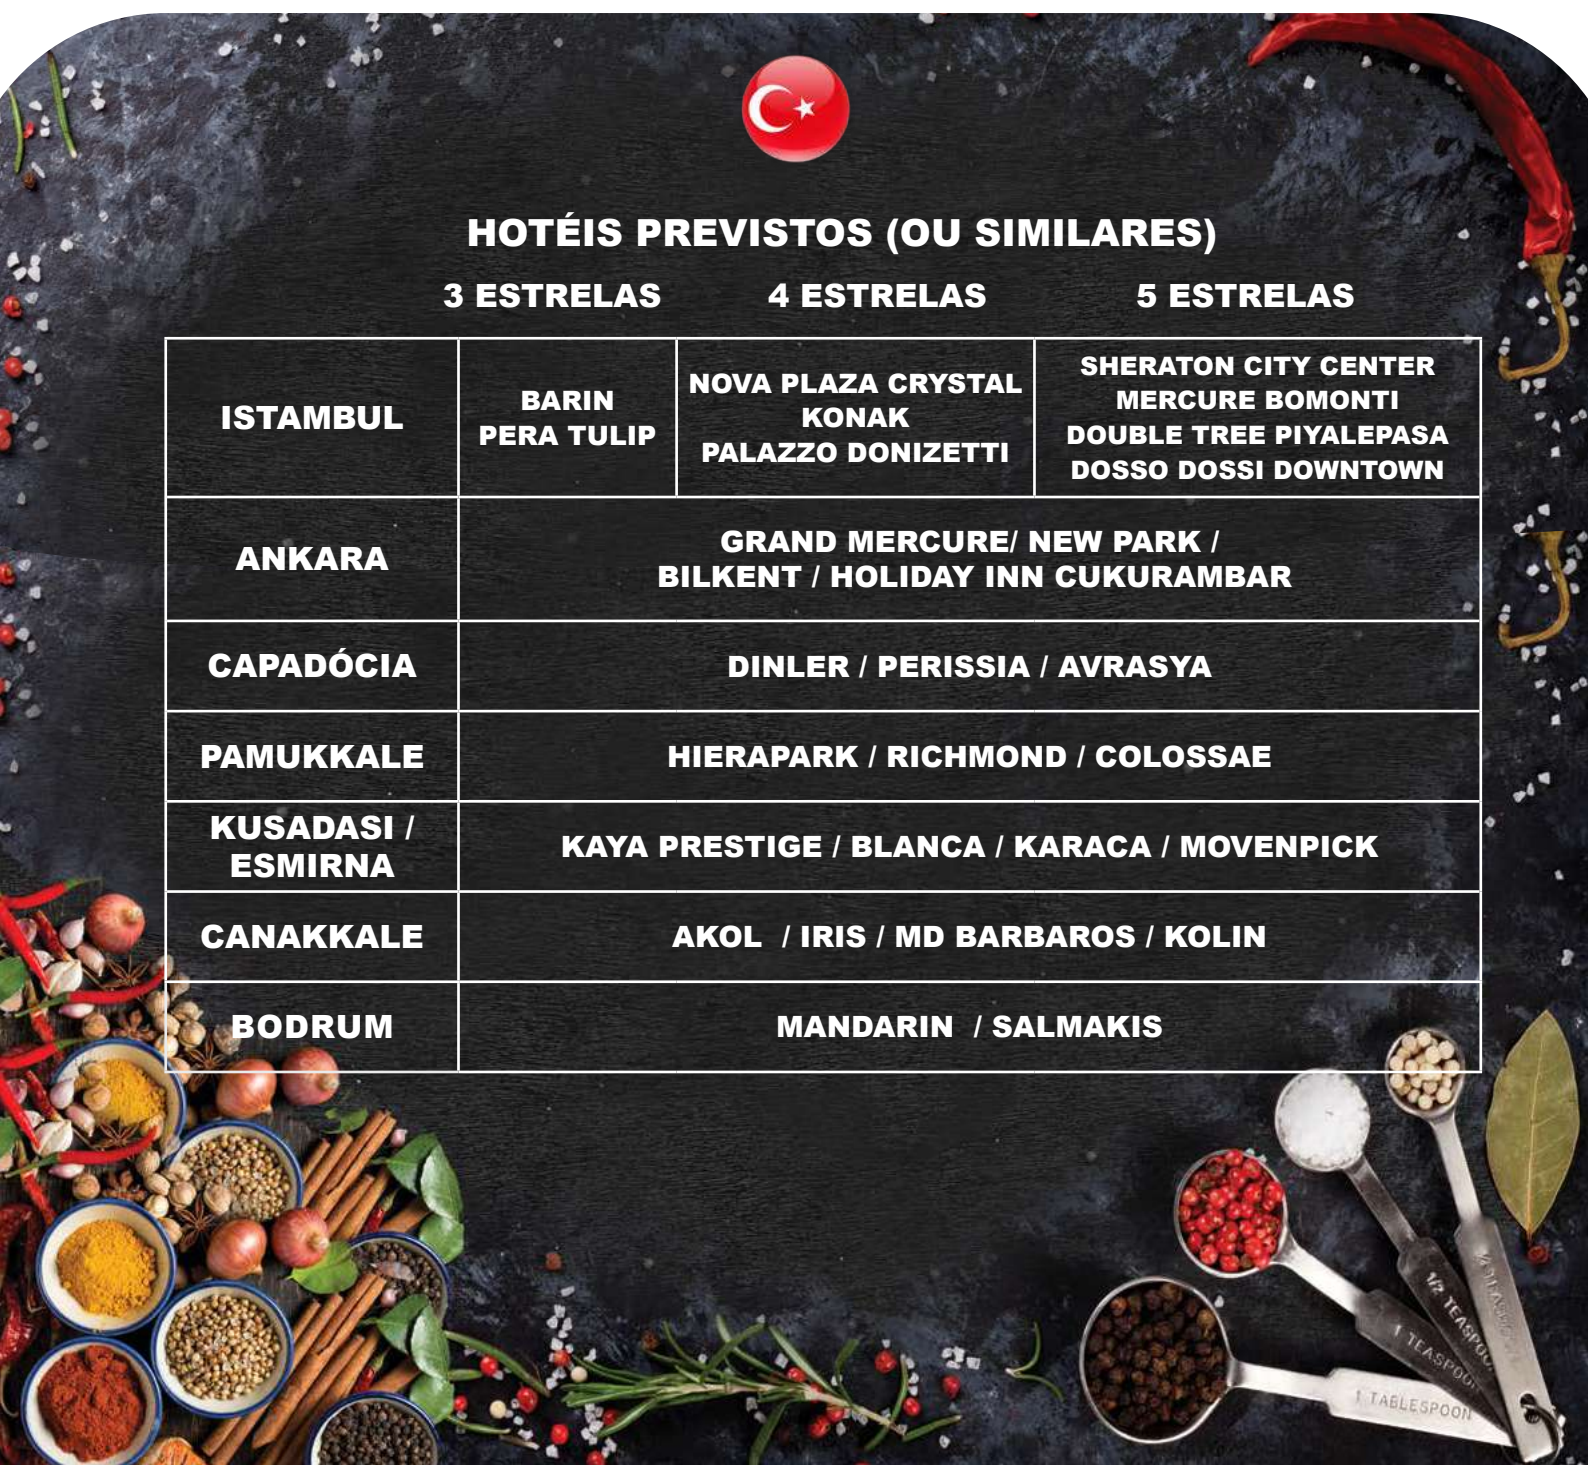 HOTÉIS PREVISTOS (OU SIMILARES)
3 ESTRELAS
4 ESTRELAS
5 ESTRELAS
ISTAMBUL
BARIN
PERA TULIP
NOVA PLAZA CRYSTAL
KONAK
PALAZZO DONIZETTI
SHERATON CITY CENTER
MERCURE BOMONTI
DOUBLE TREE PIYALEPASA
DOSSO DOSSI DOWNTOWN
ANKARA
GRAND MERCURE/ NEW PARK /
BILKENT / HOLIDAY INN CUKURAMBAR
CAPADÓCIA
DINLER / PERISSIA / AVRASYA
PAMUKKALE
HIERAPARK / RICHMOND / COLOSSAE
KUSADASI /
ESMIRNA
KAYA PRESTIGE / BLANCA / KARACA / MOVENPICK
CANAKKALE
AKOL / IRIS / MD BARBAROS / KOLIN
BODRUM
MANDARIN / SALMAKIS
1/2 TEASPOON
1 TEASPOON
1 TABLESPOON